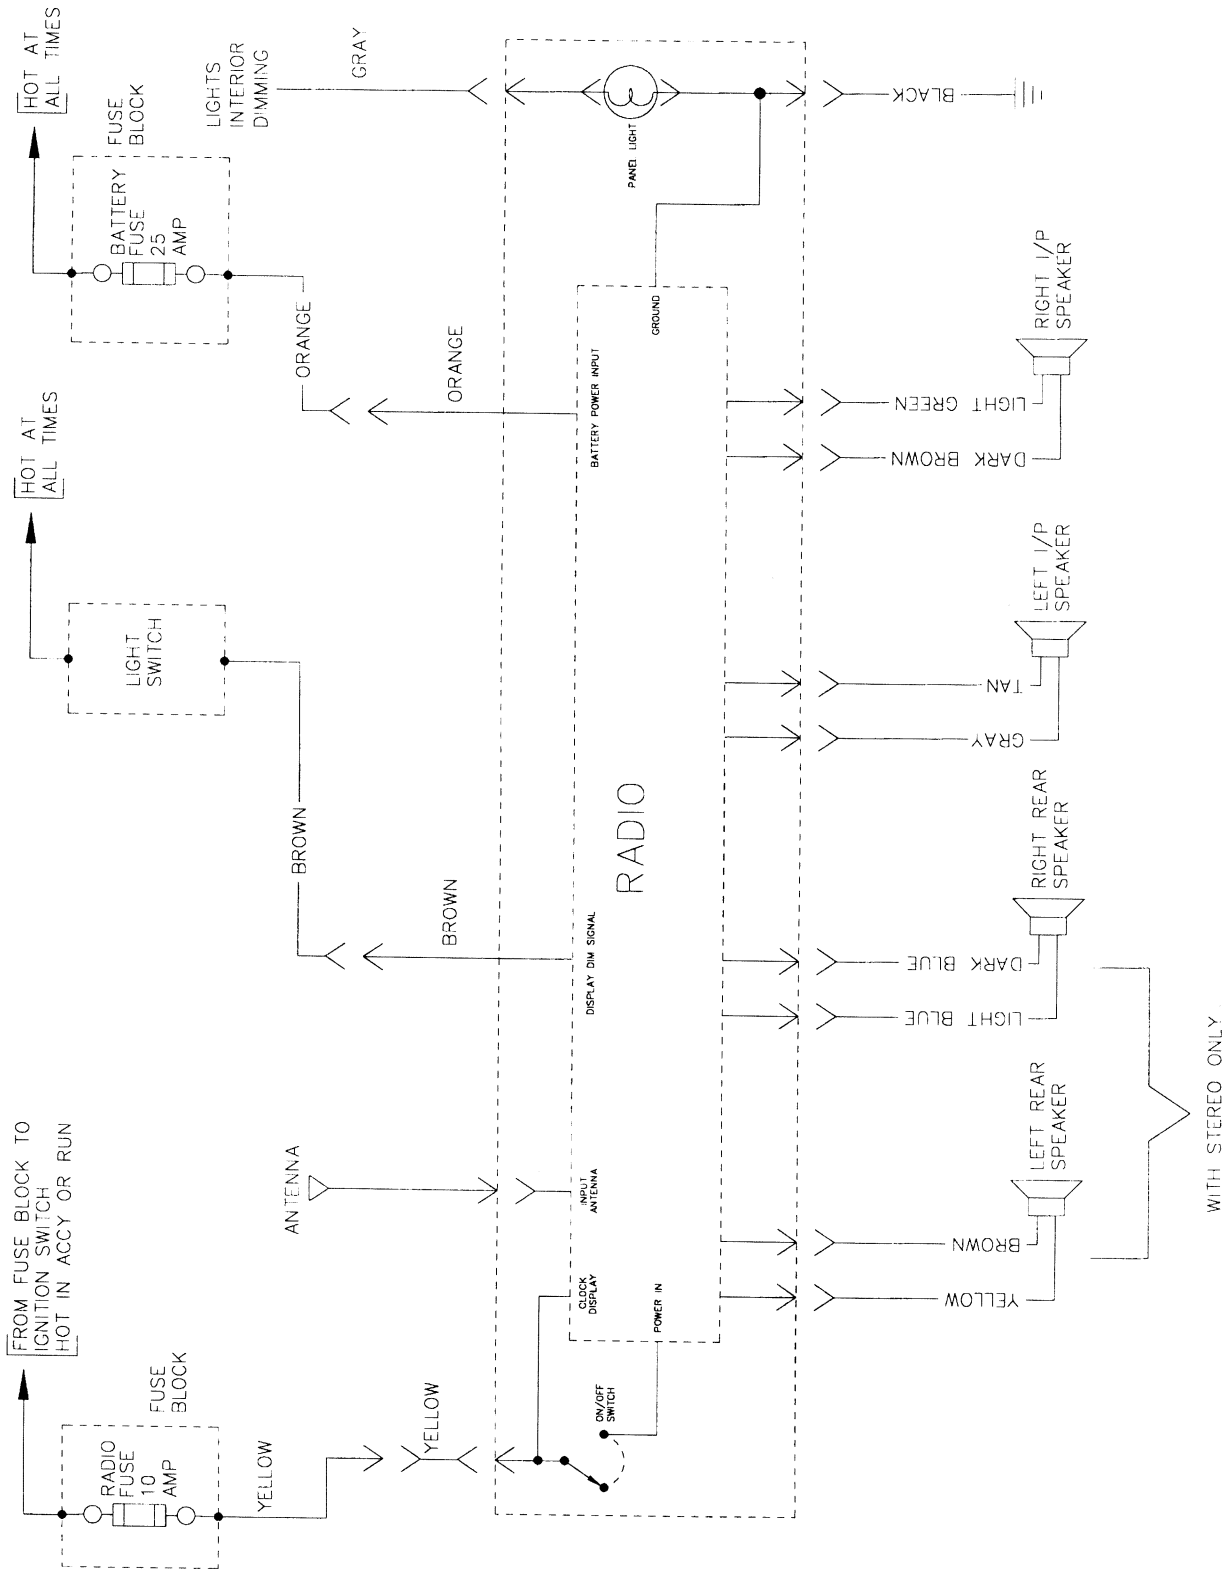 FROM FUSE BLOCK TO
IGNITION SWITCH
HOT IN ACCY OR RUN
HOT AT
ALL TIMES
HOT AT
ALL TIMES
RADIO
FUSE
10
AMP
FUSE
BLOCK
LIGHT
SWITCH
BATTERY
FUSE
25
AMP
FUSE
BLOCK
LIGHTS
INTERIOR
DIMMING
YELLOW
ANTENNA
BROWN
ORANGE
GRAY
YELLOW
BROWN
ORANGE
CLOCK
DISPLAY
INPUT
ANTENNA
DISPLAY DIM SIGNAL
BATTERY POWER INPUT
ON/OFF
SWITCH
POWER IN
RADIO
GROUND
PANEL LIGHT
YELLOW
BROWN
LIGHT BLUE
DARK BLUE
GRAY
TAN
DARK BROWN
LIGHT GREEN
BLACK
LEFT REAR
SPEAKER
RIGHT REAR
SPEAKER
LEFT I/P
SPEAKER
RIGHT I/P
SPEAKER
WITH STEREO ONLY